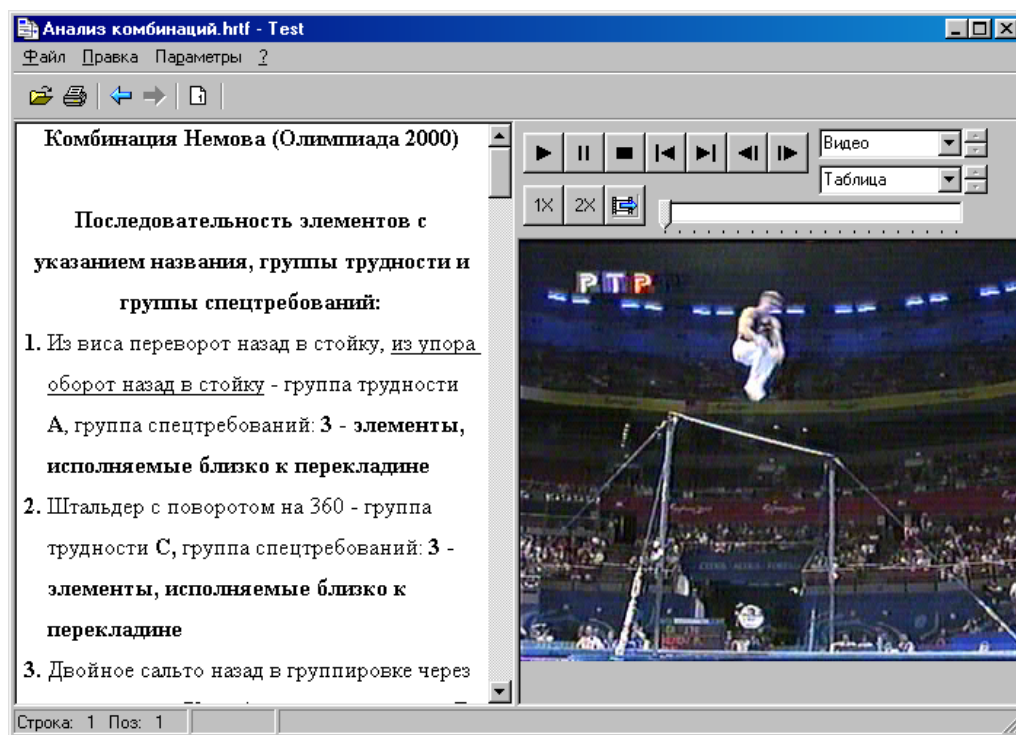 Анализ комбинаций.hrtf - Test
Файл Правка Параметры ?
Комбинация Немова (Олимпиада 2000)
Последовательность элементов с
указанием названия, группы трудности и
группы спецтребований:
1. Из виса переворот назад в стойку, из упора
оборот назад в стойку - группа трудности
А, группа спецтребований: 3 - элементы,
исполняемые близко к перекладине
2. Штальдер с поворотом на 360 - группа
трудности С, группа спецтребований: 3 -
элементы, исполняемые близко к
перекладине
3. Двойное сальто назад в группировке через
Видео
Таблица
1X 2X
РТР
Строка: 1 Поз: 1